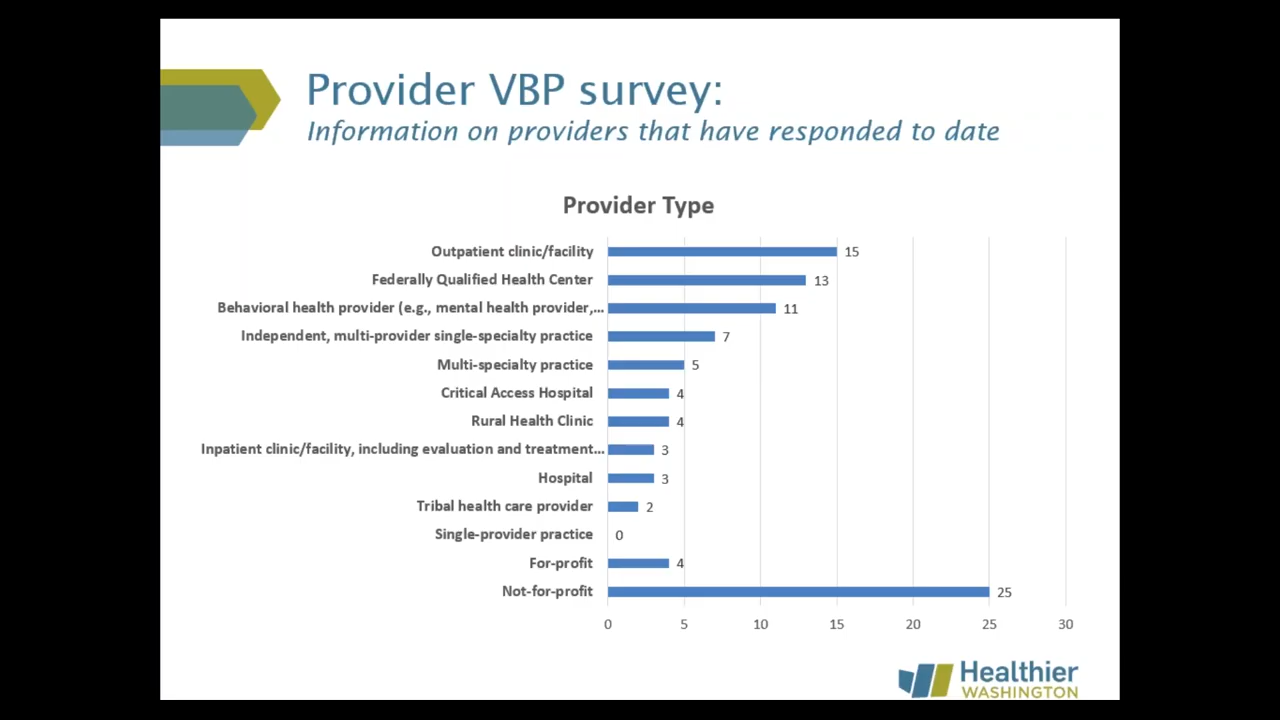 Provider VBP survey:
Information on providers that have responded to date
Provider Type
Outpatient clinic/facility 15
Federally Qualified Health Center 13
Behavioral health provider (e.g., mental health provider,... 11
Independent, multi-provider single-specialty practice 7
Multi-specialty practice 5
Critical Access Hospital 4
Rural Health Clinic 4
Inpatient clinic/facility, including evaluation and treatment... 3
Hospital 3
Tribal health care provider 2
Single-provider practice 0
For-profit 4
Not-for-profit 25
0 5 10 15 20 25 30
Healthier
WASHINGTON